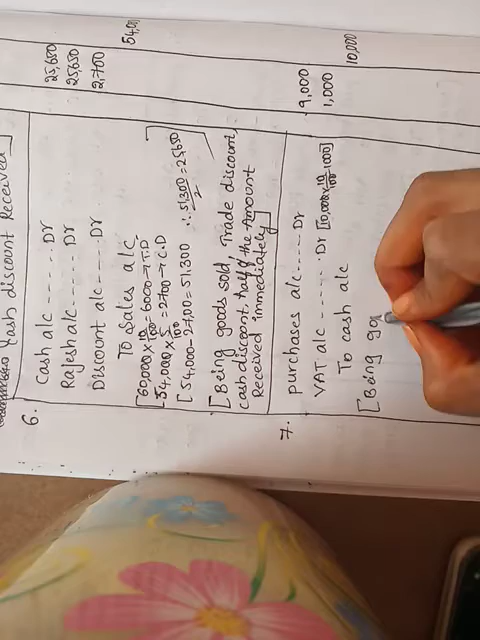 cash discount Received]
6. Cash a/c ...... Dr 25,650
Rajesh a/c ...... Dr 25,650
Discount a/c ..... Dr 2,700
To Sales a/c 54,00
[60,000 x 10/100 = 6000 → T.D
54,000 x 5/100 = 2700 → C.D
[54,000-27,00 = 51,300 ∴ 51,300/2 = 25,650]
[Being goods sold, Trade discount,
cash discount, half of the Amount
Received immediately]
7. purchases a/c ..... Dr 9,000
VAT a/c ...... Dr [10,000 x 10/100 = 1000] 1,000
To cash a/c 10,000
[Being go